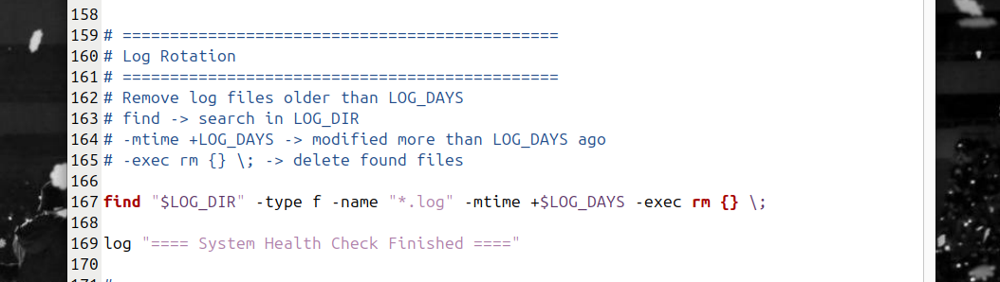 158
159 # ==============================================
160 # Log Rotation
161 # ==============================================
162 # Remove log files older than LOG_DAYS
163 # find -> search in LOG_DIR
164 # -mtime +LOG_DAYS -> modified more than LOG_DAYS ago
165 # -exec rm {} \; -> delete found files
166
167 find "$LOG_DIR" -type f -name "*.log" -mtime +$LOG_DAYS -exec rm {} \;
168
169 log "==== System Health Check Finished ===="
170
171 #